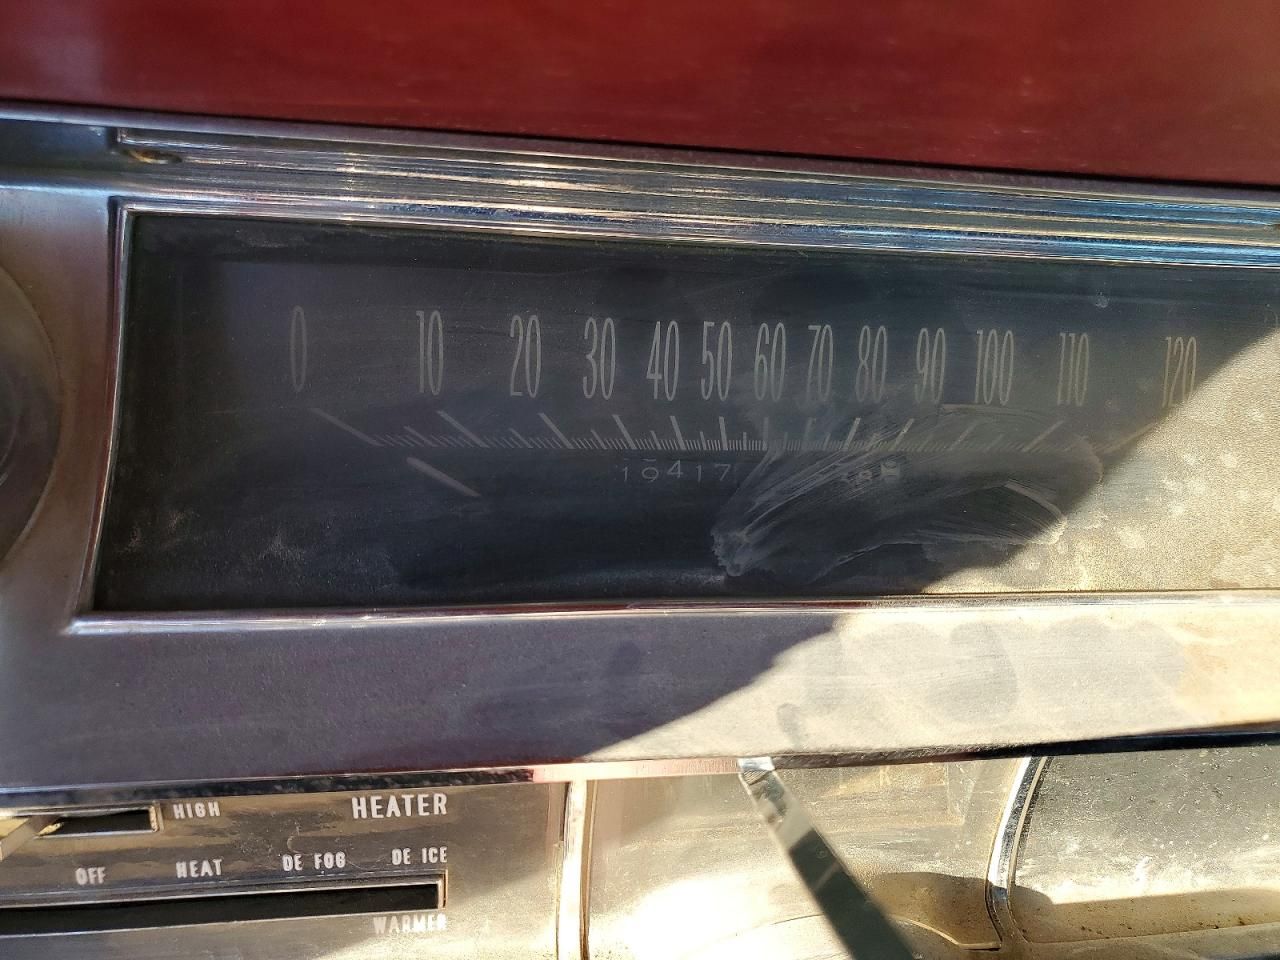 0 10 20 30 40 50 60 70 80 90 100 110 120
19417
HIGH HEATER
OFF HEAT DE FOG DE ICE
WARMER